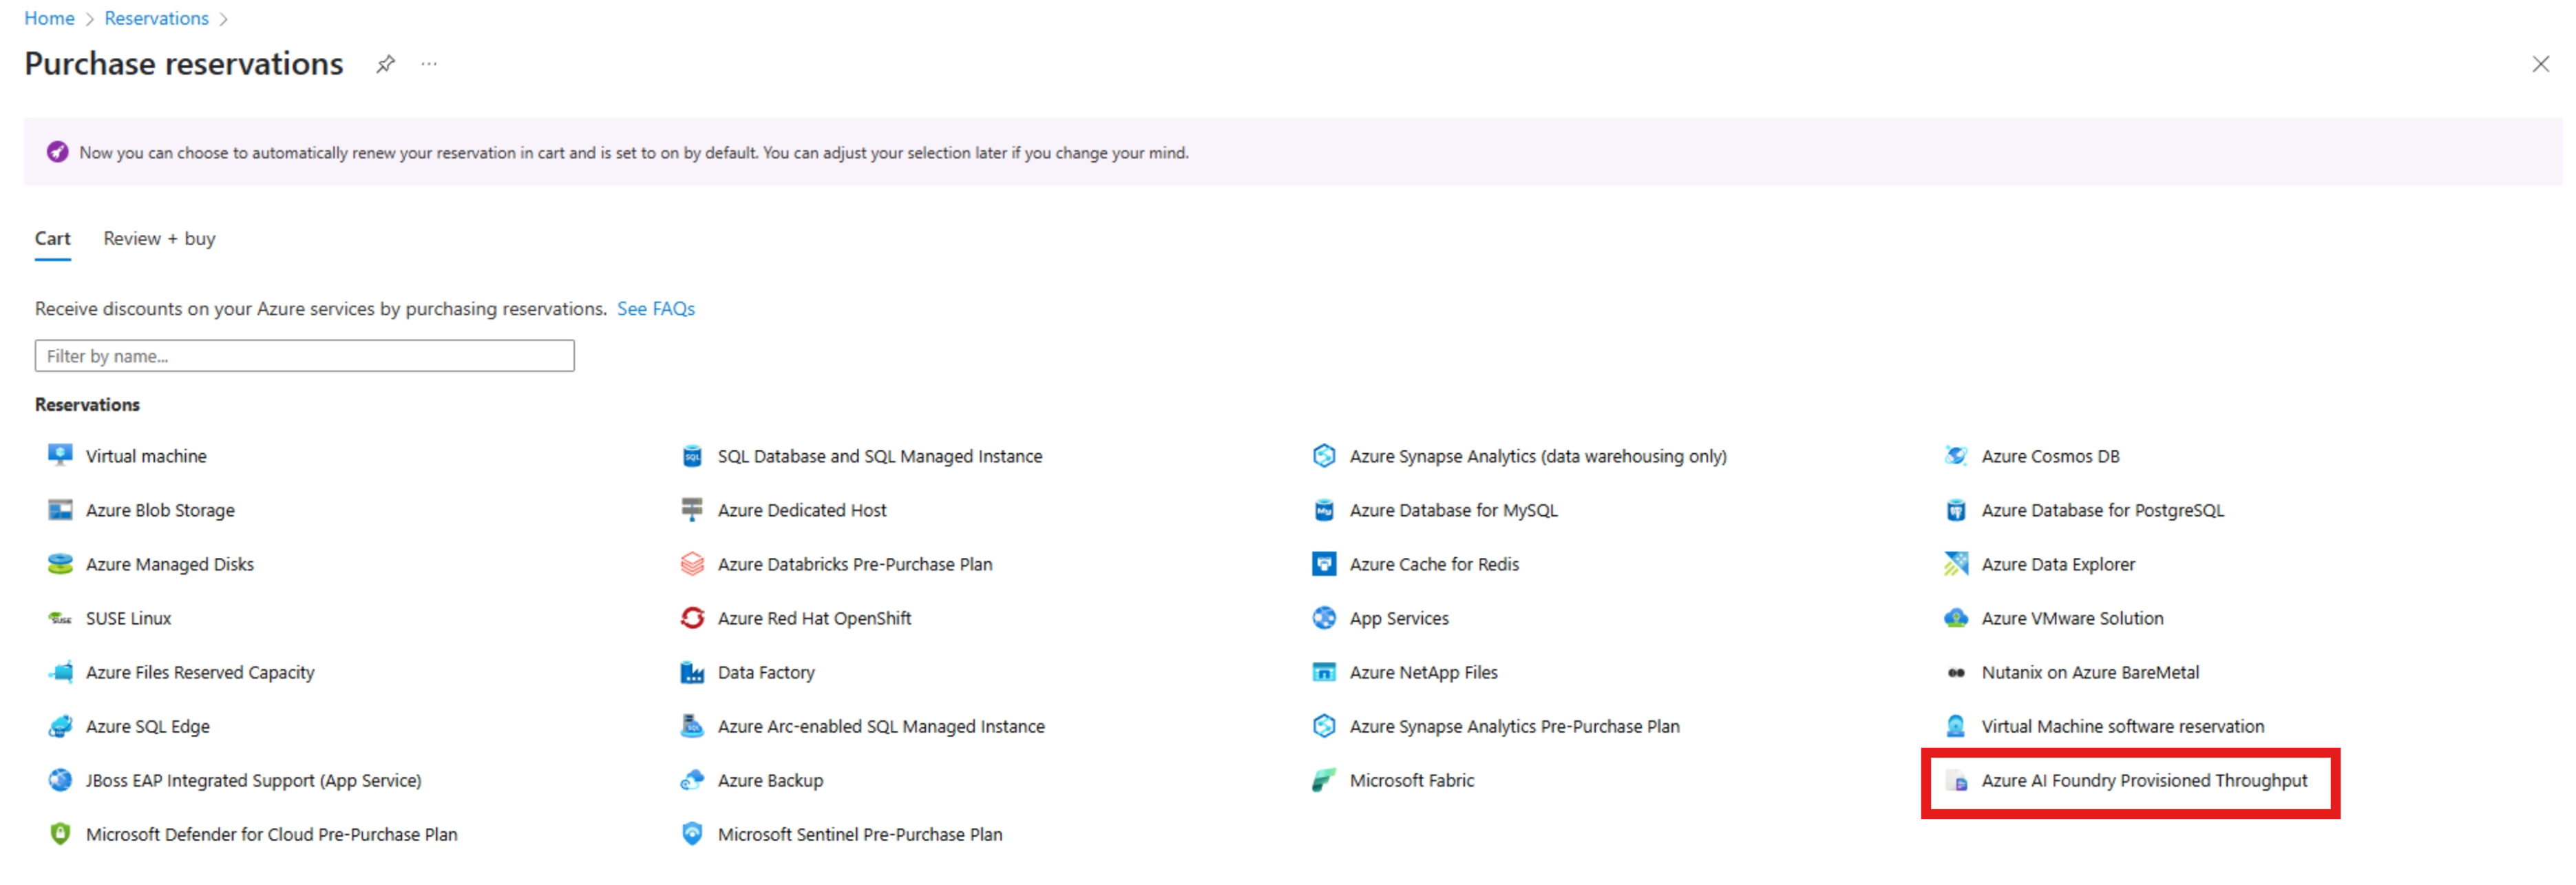 Home > Reservations >
Purchase reservations
Now you can choose to automatically renew your reservation in cart and is set to on by default. You can adjust your selection later if you change your mind.
Cart Review + buy
Receive discounts on your Azure services by purchasing reservations. See FAQs
Filter by name...
Reservations
Virtual machine SQL Database and SQL Managed Instance Azure Synapse Analytics (data warehousing only) Azure Cosmos DB
Azure Blob Storage Azure Dedicated Host Azure Database for MySQL Azure Database for PostgreSQL
Azure Managed Disks Azure Databricks Pre-Purchase Plan Azure Cache for Redis Azure Data Explorer
SUSE Linux Azure Red Hat OpenShift App Services Azure VMware Solution
Azure Files Reserved Capacity Data Factory Azure NetApp Files Nutanix on Azure BareMetal
Azure SQL Edge Azure Arc-enabled SQL Managed Instance Azure Synapse Analytics Pre-Purchase Plan Virtual Machine software reservation
JBoss EAP Integrated Support (App Service) Azure Backup Microsoft Fabric Azure AI Foundry Provisioned Throughput
Microsoft Defender for Cloud Pre-Purchase Plan Microsoft Sentinel Pre-Purchase Plan